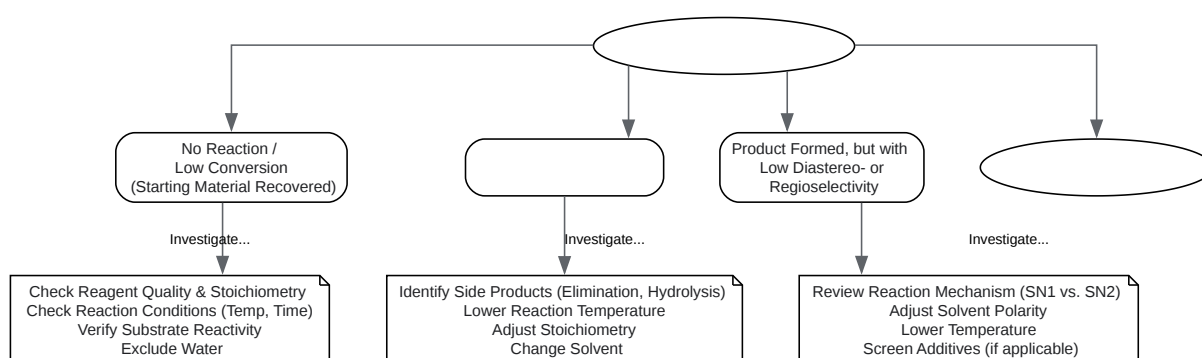 No Reaction /
Low Conversion
(Starting Material Recovered)
Product Formed, but with
Low Diastereo- or
Regioselectivity
Investigate...
Investigate...
Investigate...
Check Reagent Quality & Stoichiometry
Check Reaction Conditions (Temp, Time)
Verify Substrate Reactivity
Exclude Water
Identify Side Products (Elimination, Hydrolysis)
Lower Reaction Temperature
Adjust Stoichiometry
Change Solvent
Review Reaction Mechanism (SN1 vs. SN2)
Adjust Solvent Polarity
Lower Temperature
Screen Additives (if applicable)